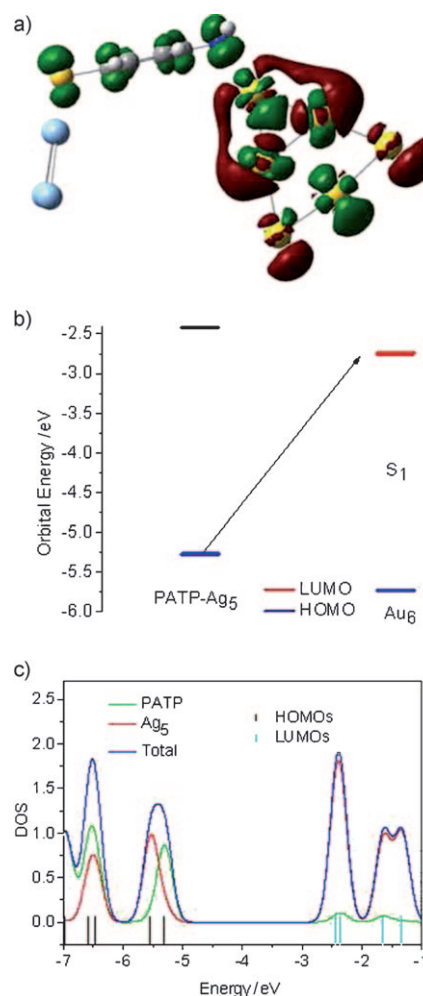 a)
b)
-2.5
-3.0
-3.5
-4.0
-4.5
-5.0
-5.5
-6.0
Orbital Energy /eV
S1
PATP-Ag5
LUMO
HOMO
Au6
c)
2.5
2.0
1.5
1.0
0.5
0.0
DOS
PATP
Ag5
Total
HOMOs
LUMOs
-7 -6 -5 -4 -3 -2 -1
Energy/eV